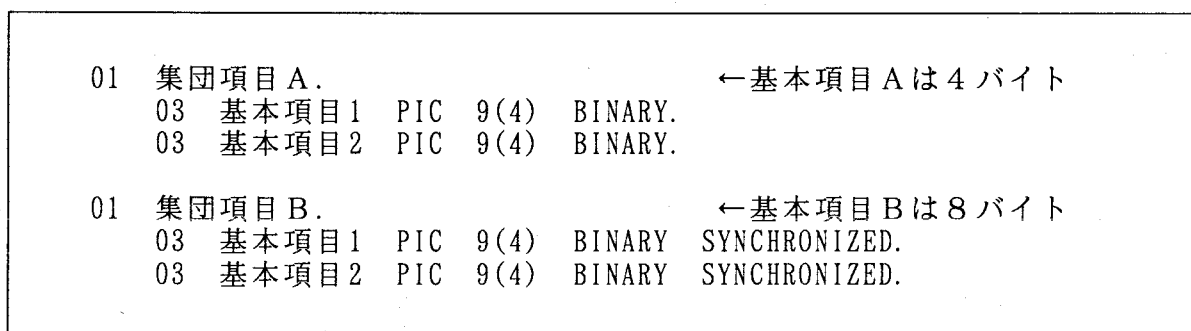 01 集団項目A. ←基本項目Aは4バイト
03 基本項目1 PIC 9(4) BINARY.
03 基本項目2 PIC 9(4) BINARY.
01 集団項目B. ←基本項目Bは8バイト
03 基本項目1 PIC 9(4) BINARY SYNCHRONIZED.
03 基本項目2 PIC 9(4) BINARY SYNCHRONIZED.